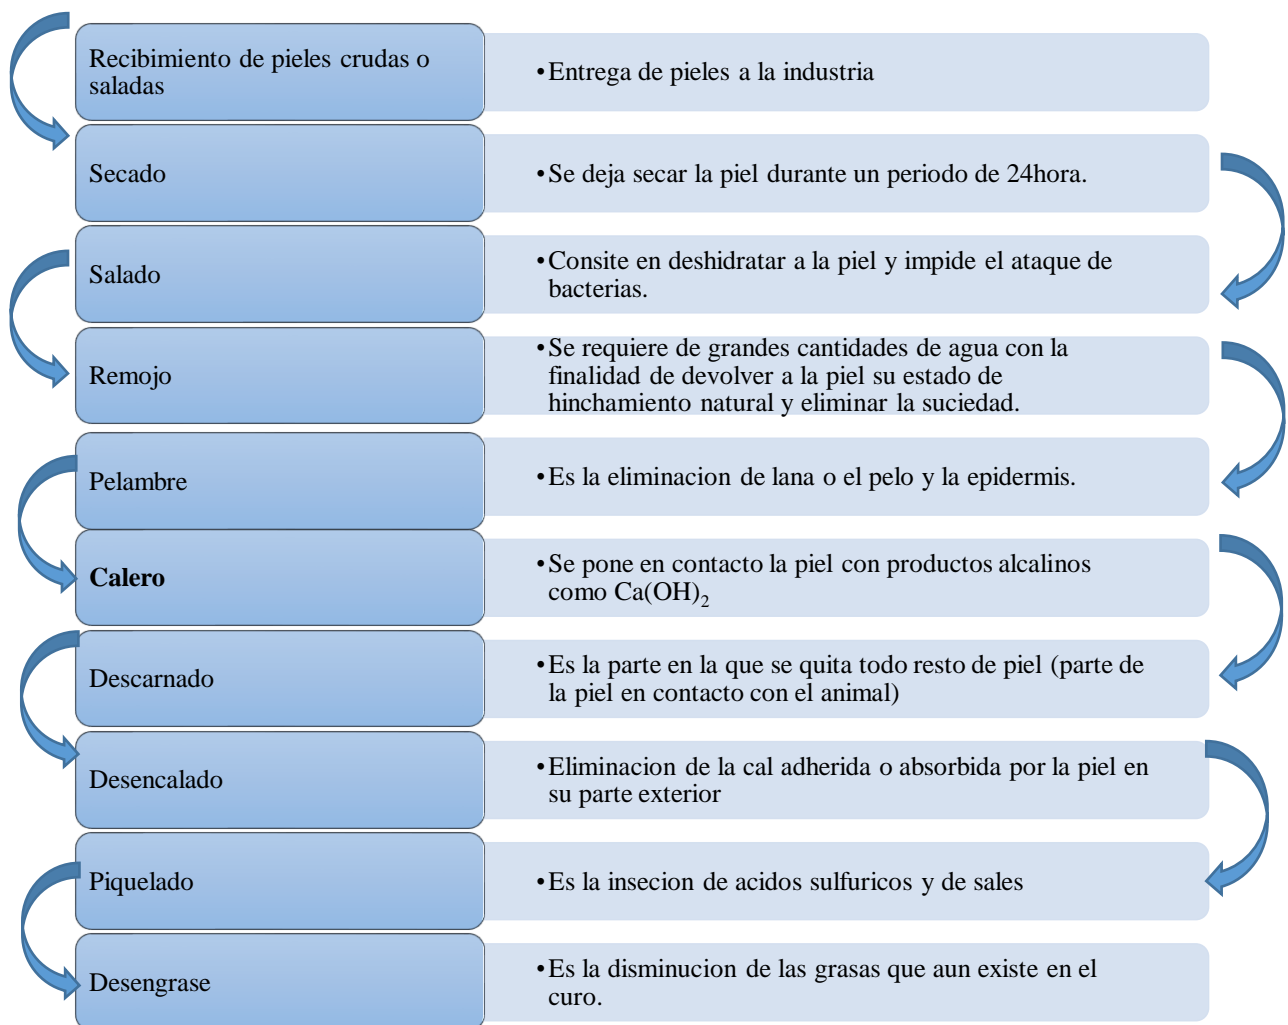 Recibimiento de pieles crudas o
saladas
•Entrega de pieles a la industria
Secado
•Se deja secar la piel durante un periodo de 24hora.
Salado
•Consite en deshidratar a la piel y impide el ataque de
bacterias.
Remojo
•Se requiere de grandes cantidades de agua con la
finalidad de devolver a la piel su estado de
hinchamiento natural y eliminar la suciedad.
Pelambre
•Es la eliminacion de lana o el pelo y la epidermis.
Calero
•Se pone en contacto la piel con productos alcalinos
como Ca(OH)₂
Descarnado
•Es la parte en la que se quita todo resto de piel (parte de
la piel en contacto con el animal)
Desencalado
•Eliminacion de la cal adherida o absorbida por la piel en
su parte exterior
Piquelado
•Es la insecion de acidos sulfuricos y de sales
Desengrase
•Es la disminucion de las grasas que aun existe en el
curo.